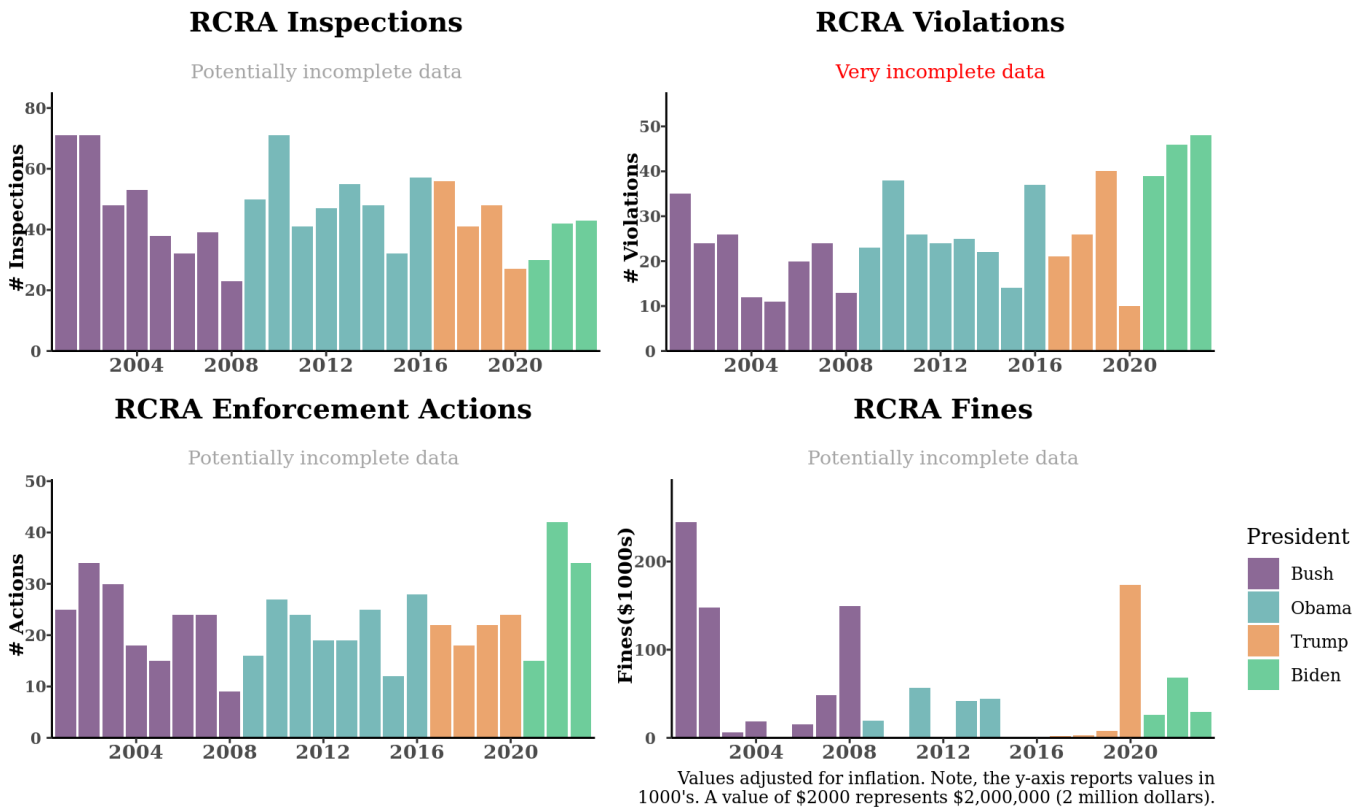 RCRA Inspections
Potentially incomplete data
# Inspections
80
60
40
20
0
2004 2008 2012 2016 2020
RCRA Violations
Very incomplete data
# Violations
50
40
30
20
10
0
2004 2008 2012 2016 2020
RCRA Enforcement Actions
Potentially incomplete data
# Actions
50
40
30
20
10
0
2004 2008 2012 2016 2020
RCRA Fines
Potentially incomplete data
Fines($1000s)
200
100
0
2004 2008 2012 2016 2020
President
Bush
Obama
Trump
Biden
Values adjusted for inflation. Note, the y-axis reports values in
1000's. A value of $2000 represents $2,000,000 (2 million dollars).